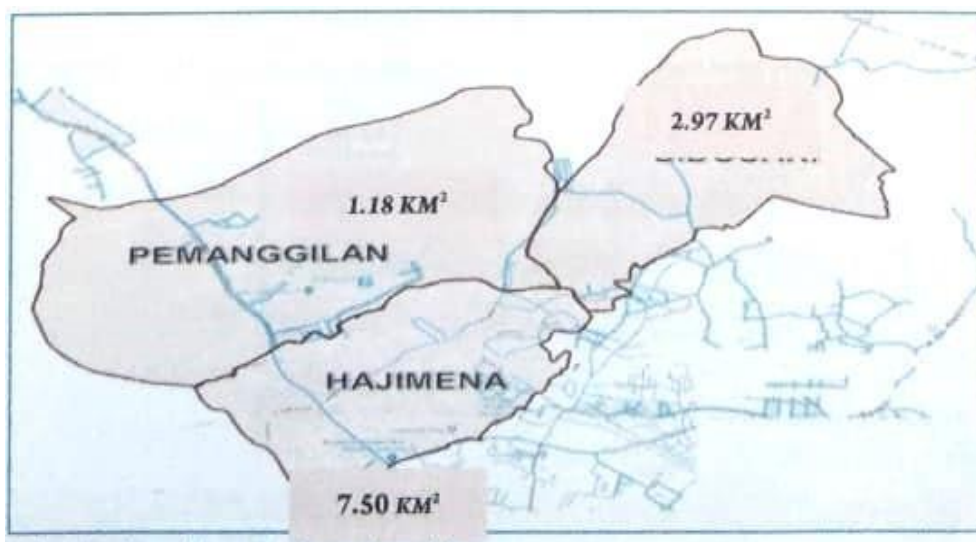 2.97 KM²
1.18 KM²
PEMANGGILAN
HAJIMENA
7.50 KM²